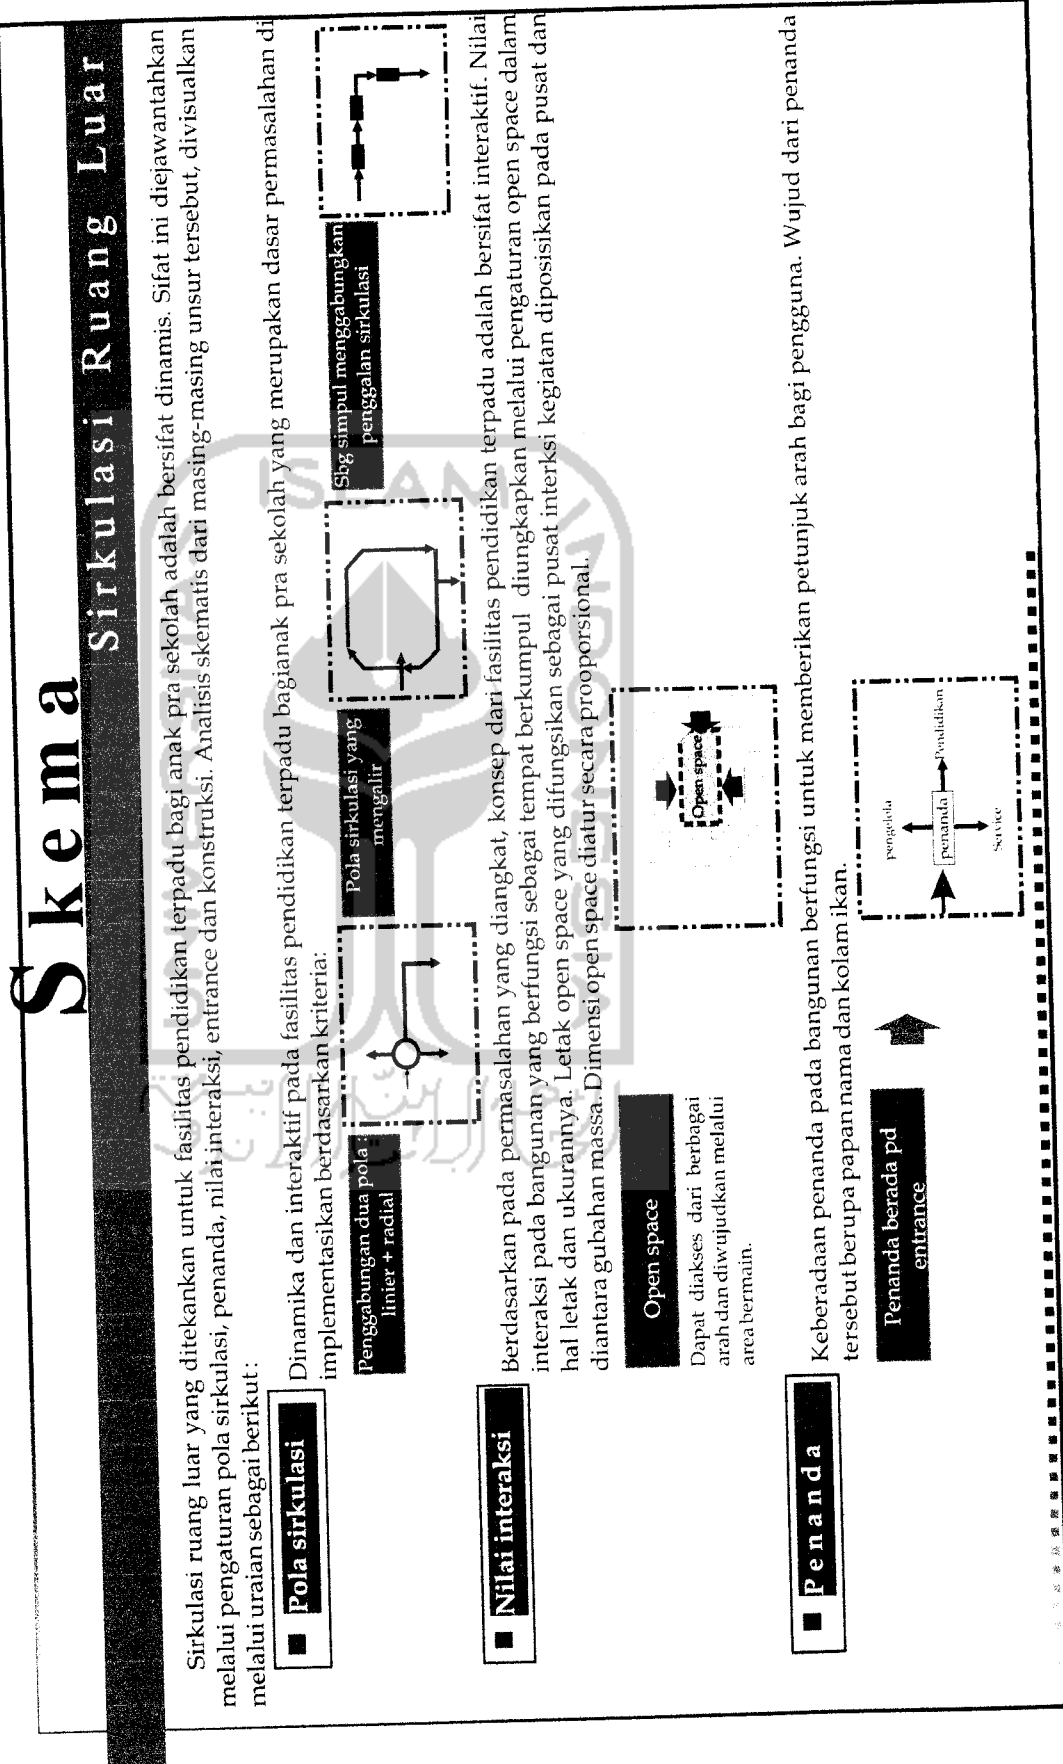 Skema
Sirkulasi Ruang Luar
Sirkulasi ruang luar yang ditekankan untuk fasilitas pendidikan terpadu bagi anak pra sekolah adalah bersifat dinamis. Sifat ini diejawantahkan
melalui pengaturan pola sirkulasi, penanda, nilai interaksi, entrance dan konstruksi. Analisis skematis dari masing-masing unsur tersebut, divisualkan
melalui uraian sebagai berikut :
■ Pola sirkulasi
Dinamika dan interaktif pada fasilitas pendidikan terpadu bagianak pra sekolah yang merupakan dasar permasalahan di
implementasikan berdasarkan kriteria:
Penggabungan dua pola :
linier + radial
Pola sirkulasi yang
mengalir
Sbg simpul menggabungkan
penggalan sirkulasi
■ Nilai interaksi
Berdasarkan pada permasalahan yang diangkat, konsep dari fasilitas pendidikan terpadu adalah bersifat interaktif. Nilai
interaksi pada bangunan yang berfungsi sebagai tempat berkumpul diungkapkan melalui pengaturan open space dalam
hal letak dan ukurannya. Letak open space yang difungsikan sebagai pusat interksi kegiatan diposisikan pada pusat dan
diantara gubahan massa. Dimensi open space diatur secara prooporsional.
Open space
Dapat diakses dari berbagai
arah dan diwujudkan melalui
area bermain.
Open space
■ Penanda
Keberadaan penanda pada bangunan berfungsi untuk memberikan petunjuk arah bagi pengguna. Wujud dari penanda
tersebut berupa papan nama dan kolam ikan.
Penanda berada pd
entrance
pengelola
penanda
Pendidikan
Service
ISLAM